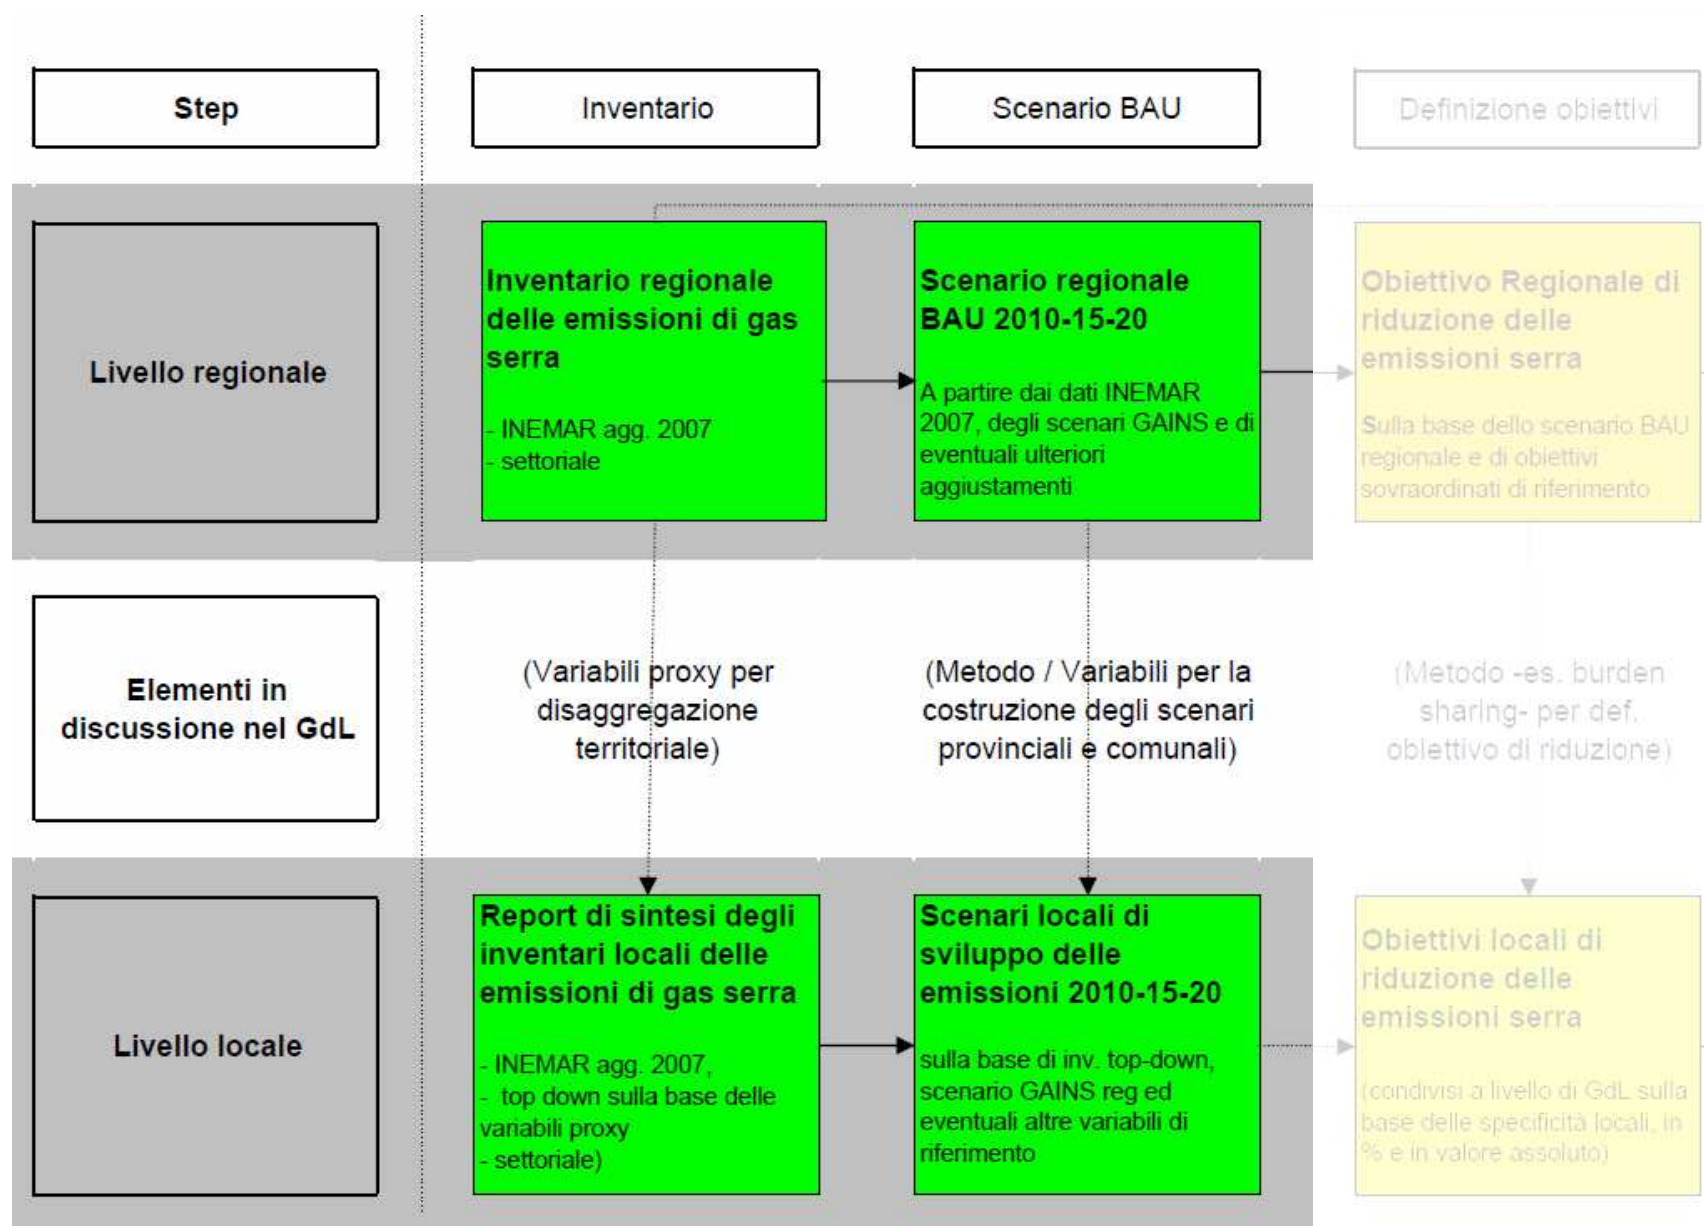 Step
Inventario
Scenario BAU
Definizione obiettivi
Livello regionale
Inventario regionale
delle emissioni di gas
serra
- INEMAR agg. 2007
- settoriale
Scenario regionale
BAU 2010-15-20
A partire dai dati INEMAR
2007, degli scenari GAINS e di
eventuali ulteriori
aggiustamenti
Obiettivo Regionale di
riduzione delle
emissioni serra
Sulla base dello scenario BAU
regionale e di obiettivi
sovraordinati di riferimento
Elementi in
discussione nel GdL
(Variabili proxy per
disaggregazione
territoriale)
(Metodo / Variabili per la
costruzione degli scenari
provinciali e comunali)
(Metodo -es. burden
sharing- per def.
obiettivo di riduzione)
Livello locale
Report di sintesi degli
inventari locali delle
emissioni di gas serra
- INEMAR agg. 2007,
- top down sulla base delle
variabili proxy
- settoriale)
Scenari locali di
sviluppo delle
emissioni 2010-15-20
sulla base di inv. top-down,
scenario GAINS reg ed
eventuali altre variabili di
riferimento
Obiettivi locali di
riduzione delle
emissioni serra
(condivisi a livello di GdL sulla
base delle specificità locali, in
% e in valore assoluto)